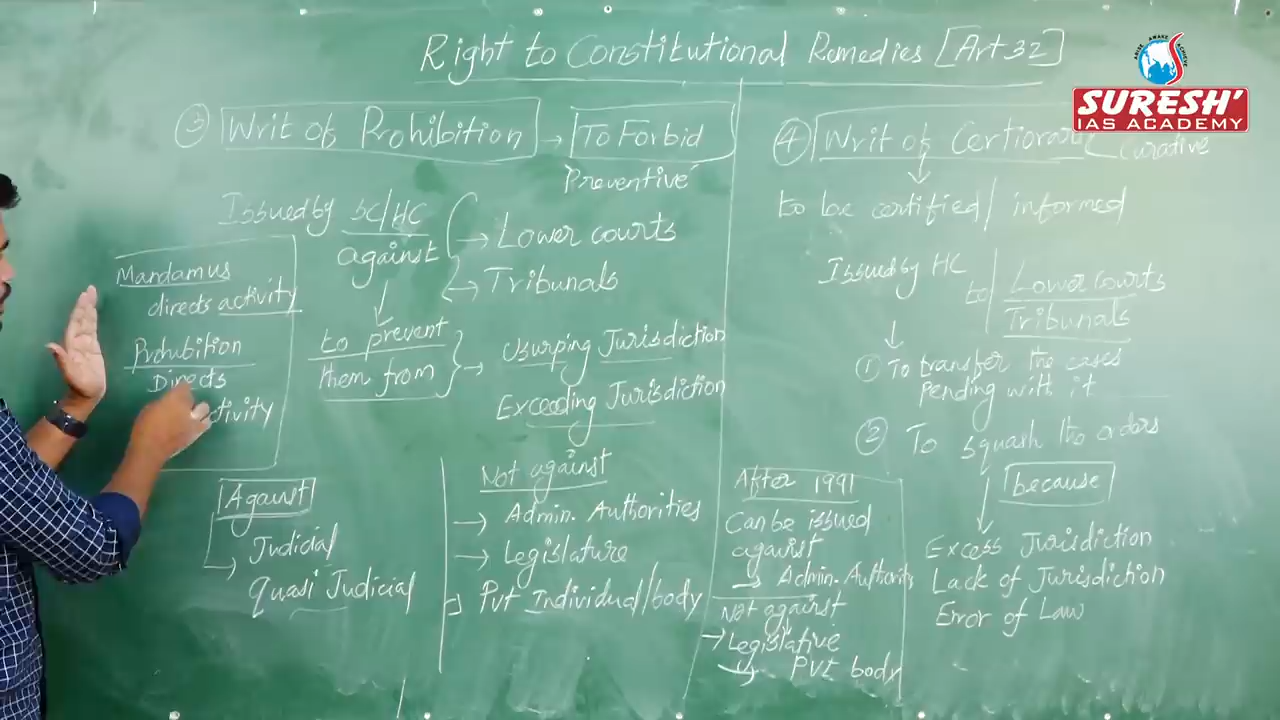 Right to Constitutional Remedies [Art 32]
ARISE AWAKE ACHIEVE
SURESH'
IAS ACADEMY
③ Writ of Prohibition → To Forbid
Preventive
Issued by SC/HC
against
→ Lower courts
→ Tribunals
↓
to prevent
them from
→ Usurping Jurisdiction
Exceeding Jurisdiction
Mandamus
directs activity
Prohibition
Directs
Against
→ Judicial
Quasi Judicial
Not against
→ Admin. Authorities
→ Legislature
→ Pvt Individual/body
④ Writ of Certiorari
Curative
↓
to be certified/informed
Issued by HC
to Lower courts
Tribunals
↓
① To transfer the cases
pending with it
② To squash the orders
because
↓
Excess Jurisdiction
Lack of Jurisdiction
Error of Law
After 1991
Can be issued
against
→ Admin. Authority
Not against
→ Legislative
→ Pvt body